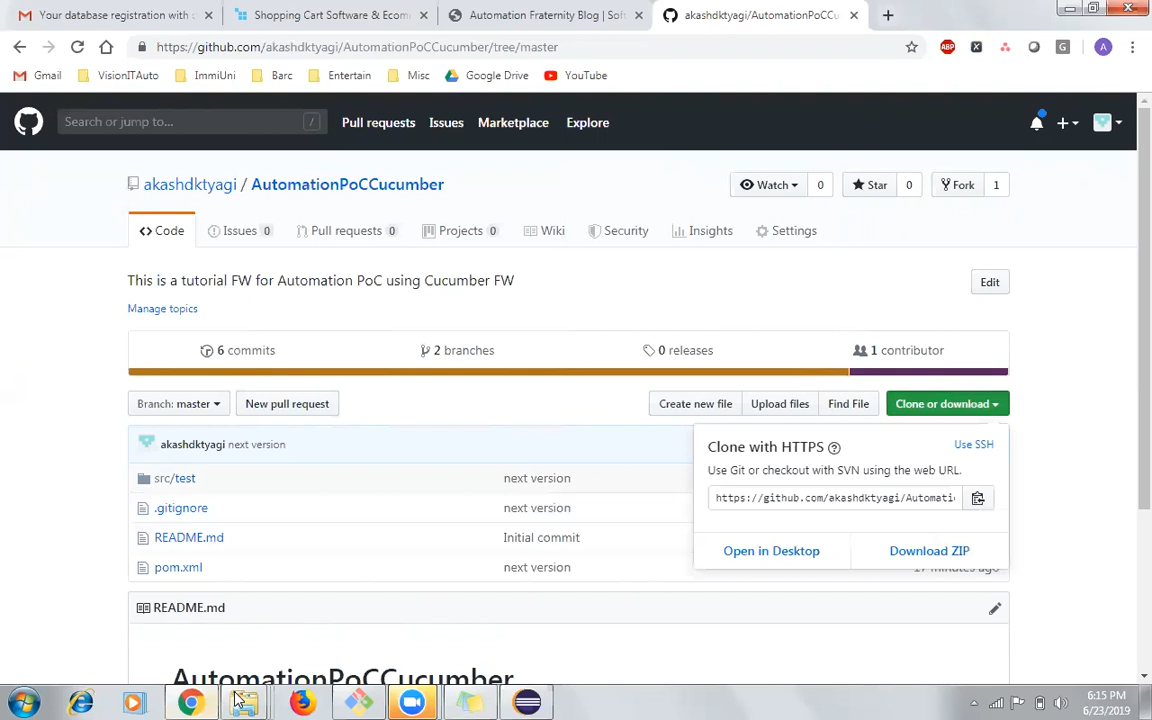 Your database registration with c
Shopping Cart Software & Ecom
Automation Fraternity Blog | Sof
akashdktyagi/AutomationPoCCu
https://github.com/akashdktyagi/AutomationPoCCucumber/tree/master
ABP
X
G
A
Gmail
VisionITAuto
ImmiUni
Barc
Entertain
Misc
Google Drive
YouTube
Search or jump to...
/
Pull requests
Issues
Marketplace
Explore
akashdktyagi / AutomationPoCCucumber
Watch
0
Star
0
Fork
1
Code
Issues 0
Pull requests 0
Projects 0
Wiki
Security
Insights
Settings
This is a tutorial FW for Automation PoC using Cucumber FW
Edit
Manage topics
6 commits
2 branches
0 releases
1 contributor
Branch: master
New pull request
Create new file
Upload files
Find File
Clone or download
akashdktyagi next version
Clone with HTTPS
Use SSH
Use Git or checkout with SVN using the web URL.
https://github.com/akashdktyagi/Automati
Open in Desktop
Download ZIP
src/test
next version
.gitignore
next version
README.md
Initial commit
pom.xml
next version
17 minutes ago
README.md
AutomationPoCCucumber
6:15 PM
6/23/2019